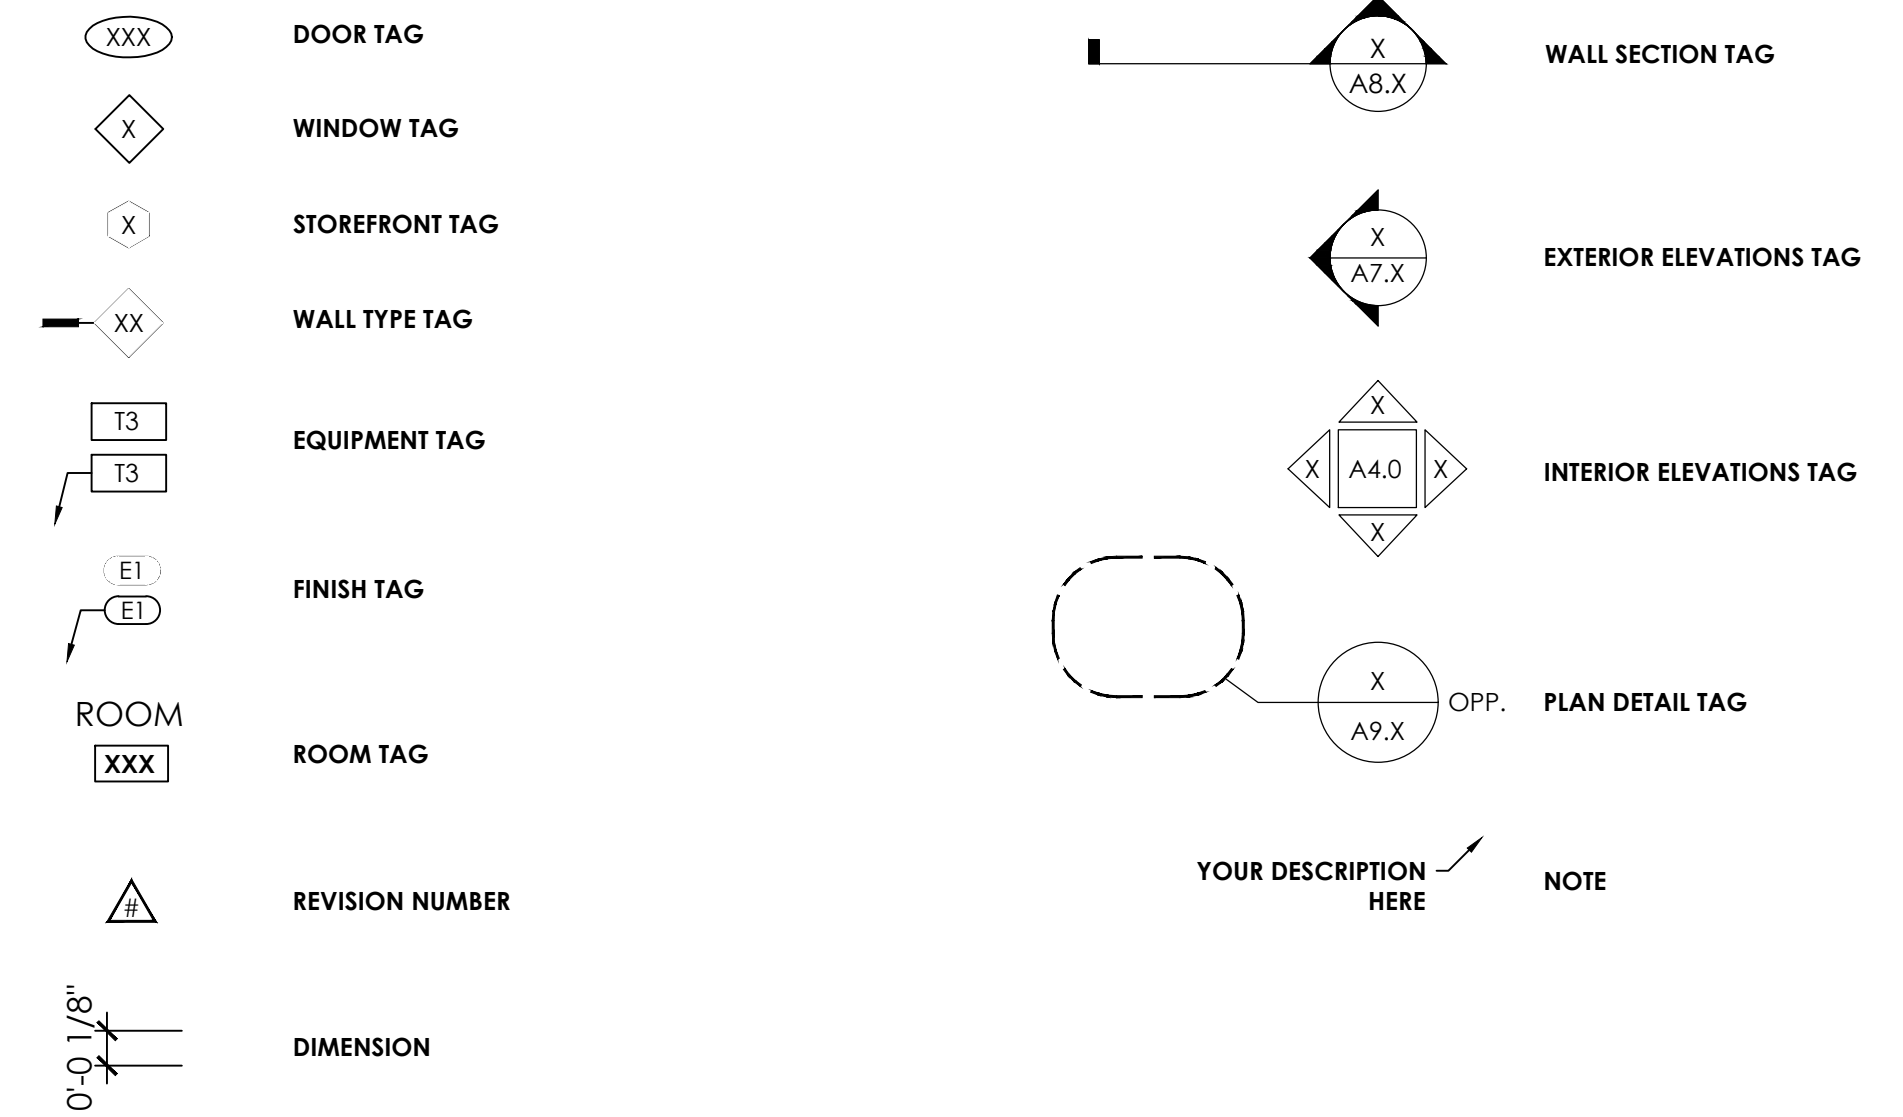 XXX
DOOR TAG
X
WINDOW TAG
X
STOREFRONT TAG
XX
WALL TYPE TAG
T3
T3
EQUIPMENT TAG
E1
E1
FINISH TAG
ROOM
XXX
ROOM TAG
#
REVISION NUMBER
0'-0 1/8"
DIMENSION
X
A8.X
WALL SECTION TAG
X
A7.X
EXTERIOR ELEVATIONS TAG
X
X
A4.0
X
X
INTERIOR ELEVATIONS TAG
X
A9.X
OPP.
PLAN DETAIL TAG
YOUR DESCRIPTION
HERE
NOTE